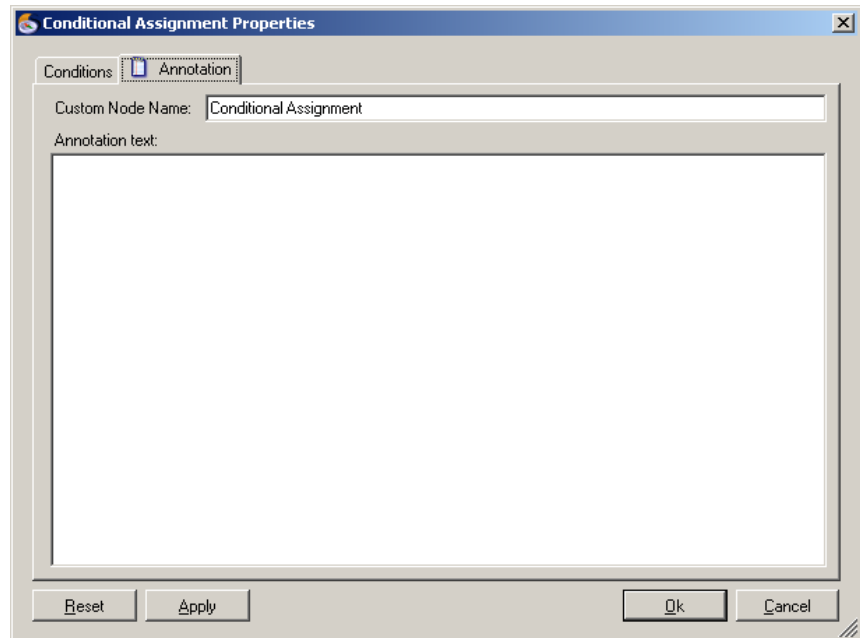 Conditional Assignment Properties
Conditions Annotation
Custom Node Name: Conditional Assignment
Annotation text:
Reset Apply Ok Cancel